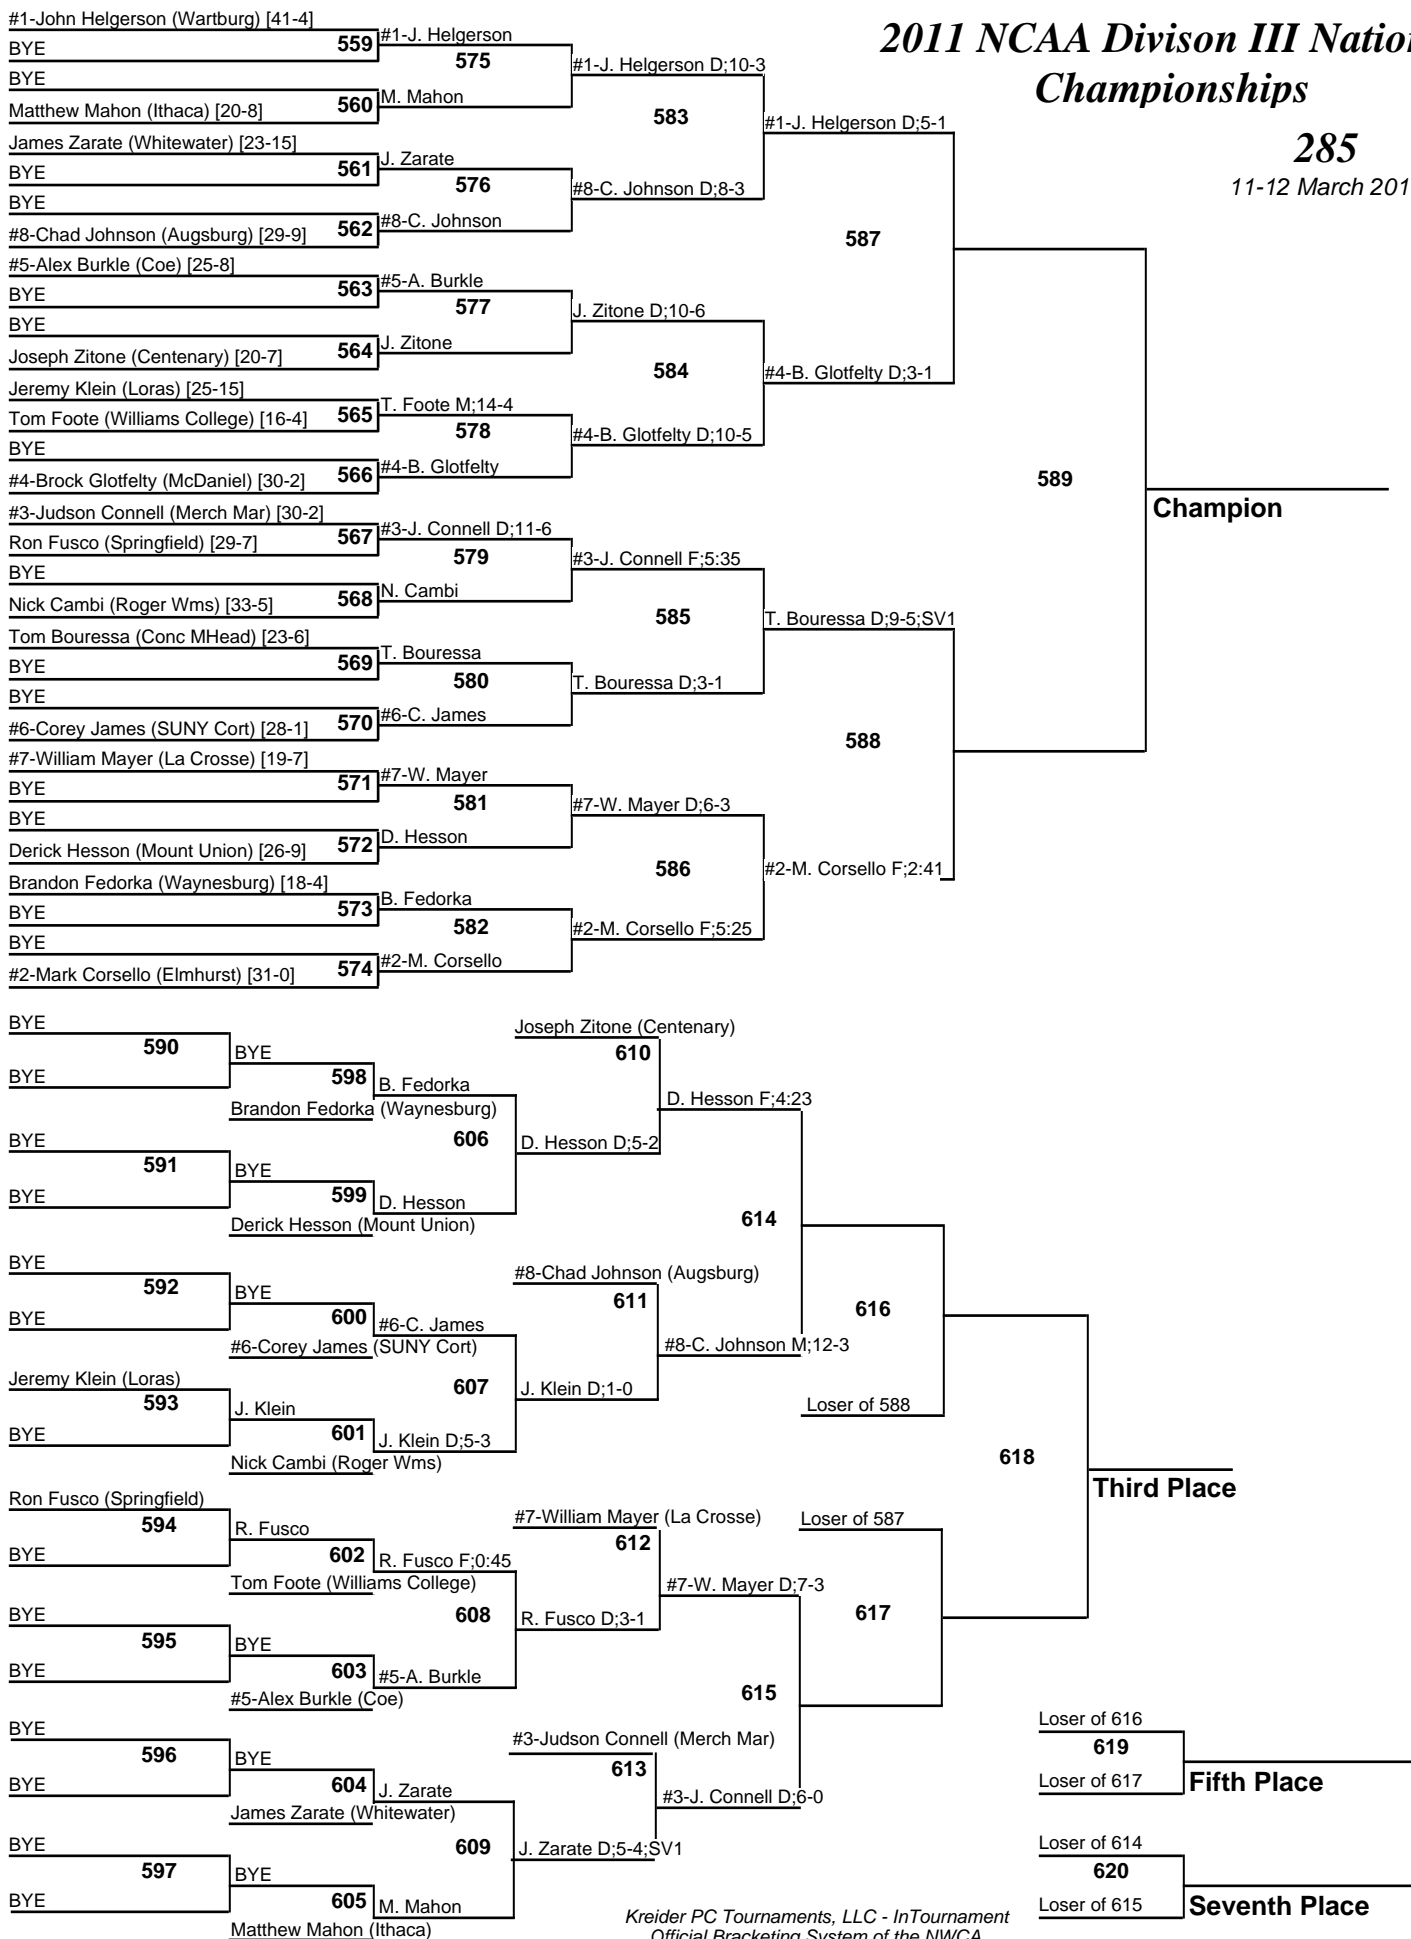 2011 NCAA Divison III Nation
Championships
285
11-12 March 201
#1-John Helgerson (Wartburg) [41-4]
BYE
559
BYE
Matthew Mahon (Ithaca) [20-8]
560
James Zarate (Whitewater) [23-15]
BYE
561
BYE
#8-Chad Johnson (Augsburg) [29-9]
562
#5-Alex Burkle (Coe) [25-8]
BYE
563
BYE
Joseph Zitone (Centenary) [20-7]
564
Jeremy Klein (Loras) [25-15]
Tom Foote (Williams College) [16-4]
565
BYE
#4-Brock Glotfelty (McDaniel) [30-2]
566
#3-Judson Connell (Merch Mar) [30-2]
Ron Fusco (Springfield) [29-7]
567
BYE
Nick Cambi (Roger Wms) [33-5]
568
Tom Bouressa (Conc MHead) [23-6]
BYE
569
BYE
#6-Corey James (SUNY Cort) [28-1]
570
#7-William Mayer (La Crosse) [19-7]
BYE
571
BYE
Derick Hesson (Mount Union) [26-9]
572
Brandon Fedorka (Waynesburg) [18-4]
BYE
573
BYE
#2-Mark Corsello (Elmhurst) [31-0]
574
#1-J. Helgerson
575
M. Mahon
J. Zarate
576
#8-C. Johnson
#5-A. Burkle
577
J. Zitone
T. Foote M;14-4
578
#4-B. Glotfelty
#3-J. Connell D;11-6
579
N. Cambi
T. Bouressa
580
#6-C. James
#7-W. Mayer
581
D. Hesson
B. Fedorka
582
#2-M. Corsello
#1-J. Helgerson D;10-3
583
#8-C. Johnson D;8-3
J. Zitone D;10-6
584
#4-B. Glotfelty D;10-5
#3-J. Connell F;5:35
585
T. Bouressa D;3-1
#7-W. Mayer D;6-3
586
#2-M. Corsello F;5:25
#1-J. Helgerson D;5-1
587
#4-B. Glotfelty D;3-1
T. Bouressa D;9-5;SV1
588
#2-M. Corsello F;2:41
589
Champion
BYE
590
BYE
BYE
591
BYE
BYE
592
BYE
Jeremy Klein (Loras)
593
BYE
Ron Fusco (Springfield)
594
BYE
BYE
595
BYE
BYE
596
BYE
BYE
597
BYE
BYE
598
Brandon Fedorka (Waynesburg)
BYE
599
Derick Hesson (Mount Union)
BYE
600
#6-Corey James (SUNY Cort)
J. Klein
601
Nick Cambi (Roger Wms)
R. Fusco
602
Tom Foote (Williams College)
BYE
603
#5-Alex Burkle (Coe)
BYE
604
James Zarate (Whitewater)
BYE
605
Matthew Mahon (Ithaca)
B. Fedorka
606
D. Hesson
#6-C. James
607
J. Klein D;5-3
R. Fusco F;0:45
608
#5-A. Burkle
J. Zarate
609
M. Mahon
Joseph Zitone (Centenary)
610
D. Hesson D;5-2
#8-Chad Johnson (Augsburg)
611
J. Klein D;1-0
#7-William Mayer (La Crosse)
612
R. Fusco D;3-1
#3-Judson Connell (Merch Mar)
613
J. Zarate D;5-4;SV1
D. Hesson F;4:23
614
#8-C. Johnson M;12-3
#7-W. Mayer D;7-3
615
#3-J. Connell D;6-0
616
Loser of 588
Loser of 587
617
618
Third Place
Loser of 616
619
Loser of 617
Fifth Place
Loser of 614
620
Loser of 615
Seventh Place
Kreider PC Tournaments, LLC - InTournament
Official Bracketing System of the NWCA